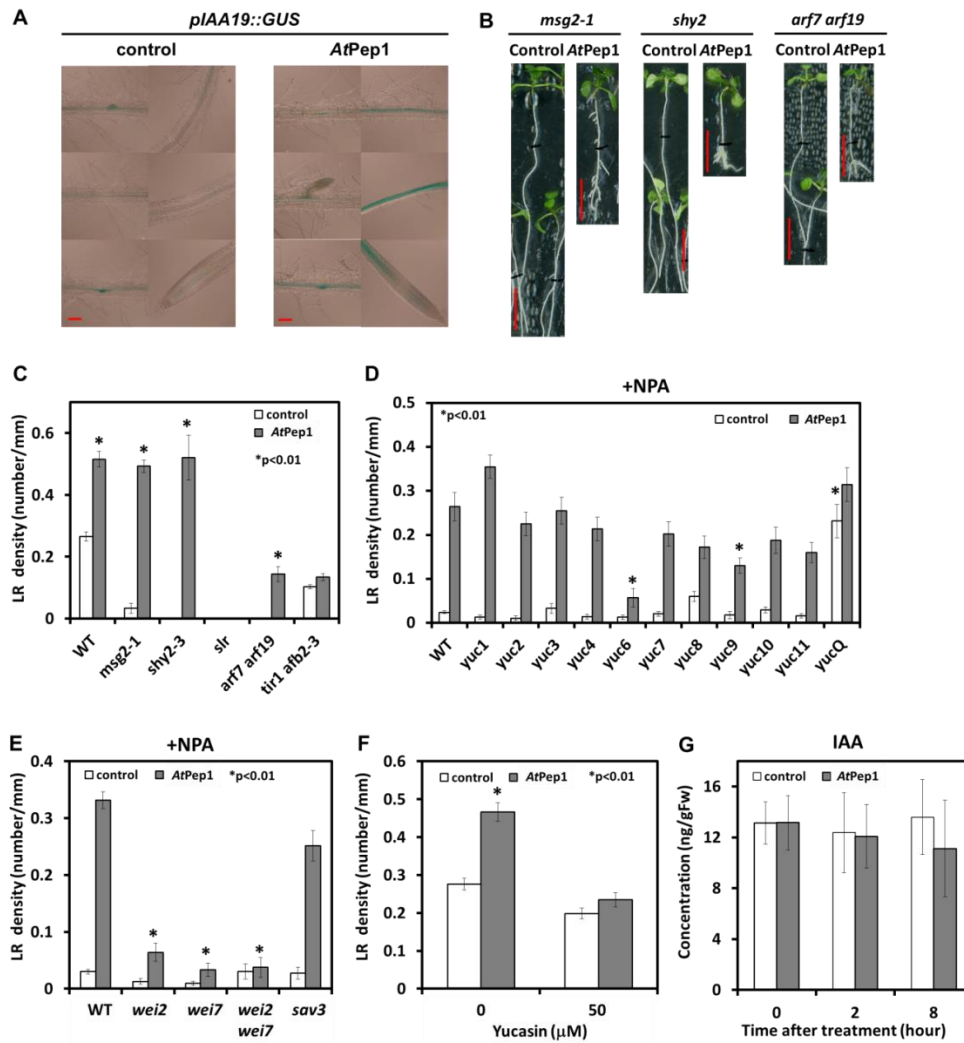 A
pIAA19::GUS
control
AtPep1
B
msg2-1
shy2
arf7 arf19
Control AtPep1
Control AtPep1
Control AtPep1
C
LR density (number/mm)
0.6
0.4
0.2
0
control
AtPep1
*p<0.01
*
*
*
*
WT
msg2-1
shy2-3
slr
arf7 arf19
tir1 afb2-3
D
+NPA
LR density (number/mm)
0.5
0.4
0.3
0.2
0.1
0
*p<0.01
control
AtPep1
*
*
*
WT
yuc1
yuc2
yuc3
yuc4
yuc6
yuc7
yuc8
yuc9
yuc10
yuc11
yucQ
E
+NPA
LR density (number/mm)
0.4
0.3
0.2
0.1
0
control
AtPep1
*p<0.01
*
*
*
WT
wei2
wei7
wei2
wei7
sav3
F
LR density (number/mm)
0.6
0.5
0.4
0.3
0.2
0.1
0
control
AtPep1
*p<0.01
*
0
50
Yucasin (μM)
G
IAA
Concentration (ng/gFw)
16
12
8
4
0
control
AtPep1
0
2
8
Time after treatment (hour)